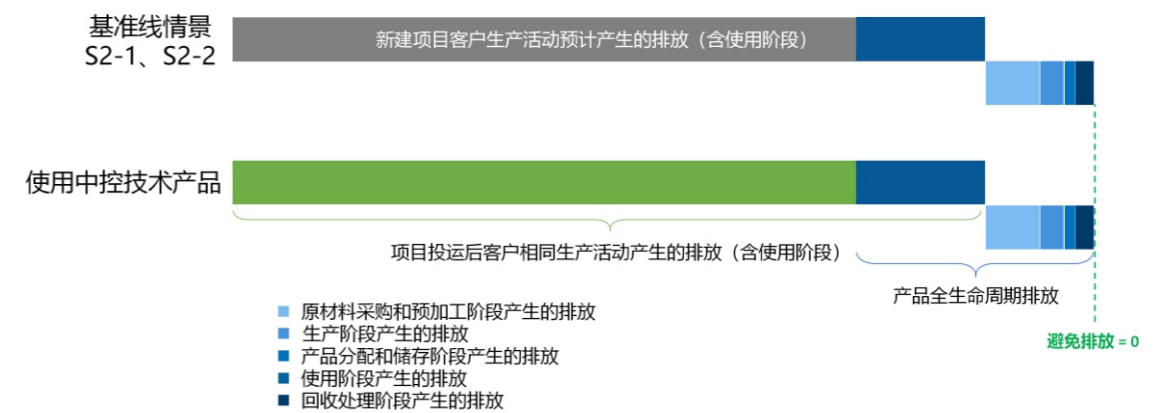 基准线情景
S2-1、S2-2
新建项目客户生产活动预计产生的排放（含使用阶段）
使用中控技术产品
项目投运后客户相同生产活动产生的排放（含使用阶段）
产品全生命周期排放
避免排放 = 0
原材料采购和预加工阶段产生的排放
生产阶段产生的排放
产品分配和储存阶段产生的排放
使用阶段产生的排放
回收处理阶段产生的排放